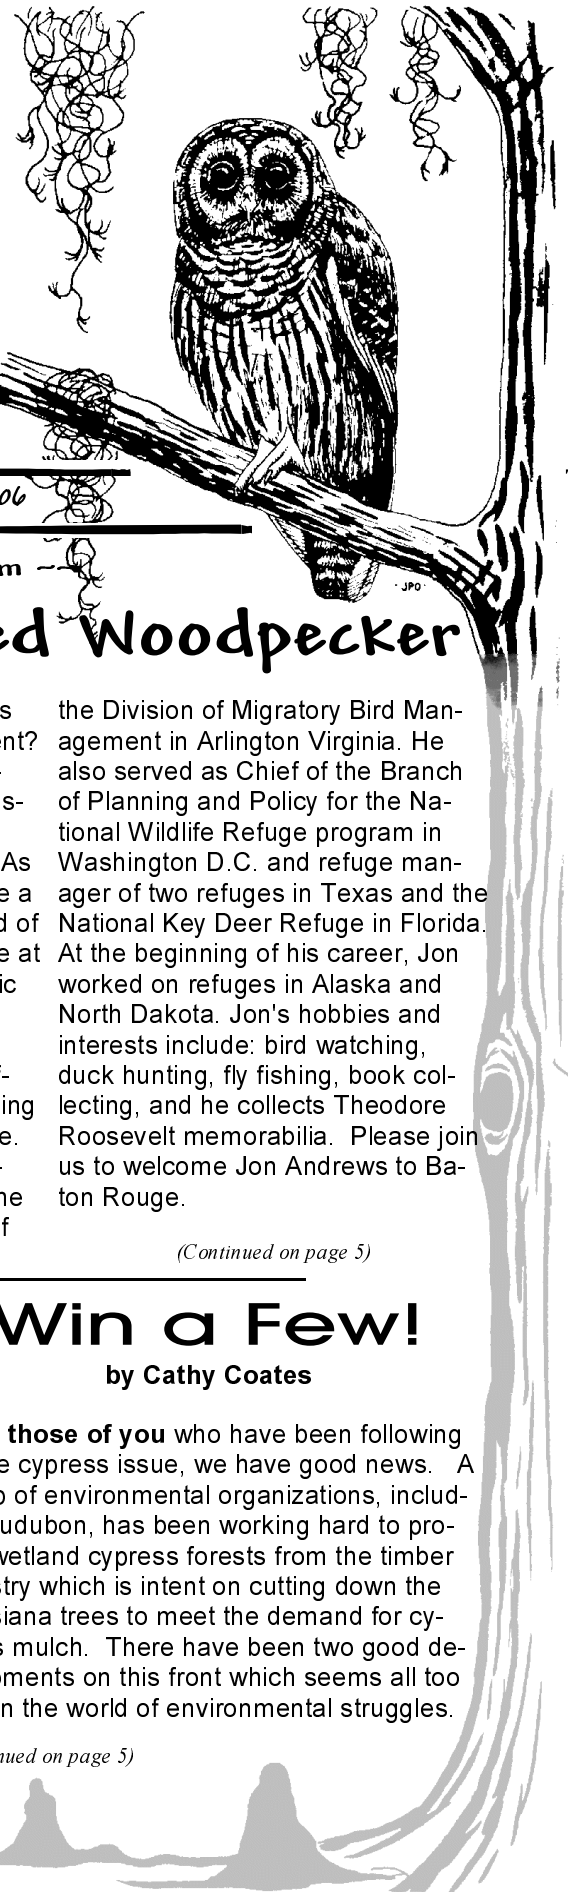 06
JPO
m ~~
ed Woodpecker
s
ent?
-
s-
As
e a
d of
e at
ic
f-
ing
e.
-
he
f
the Division of Migratory Bird Man-
agement in Arlington Virginia. He
also served as Chief of the Branch
of Planning and Policy for the Na-
tional Wildlife Refuge program in
Washington D.C. and refuge man-
ager of two refuges in Texas and the
National Key Deer Refuge in Florida.
At the beginning of his career, Jon
worked on refuges in Alaska and
North Dakota. Jon's hobbies and
interests include: bird watching,
duck hunting, fly fishing, book col-
lecting, and he collects Theodore
Roosevelt memorabilia. Please join
us to welcome Jon Andrews to Ba-
ton Rouge.
(Continued on page 5)
Win a Few!
by Cathy Coates
those of you who have been following
e cypress issue, we have good news. A
p of environmental organizations, includ-
udubon, has been working hard to pro-
wetland cypress forests from the timber
stry which is intent on cutting down the
siana trees to meet the demand for cy-
s mulch. There have been two good de-
pments on this front which seems all too
n the world of environmental struggles.
nued on page 5)